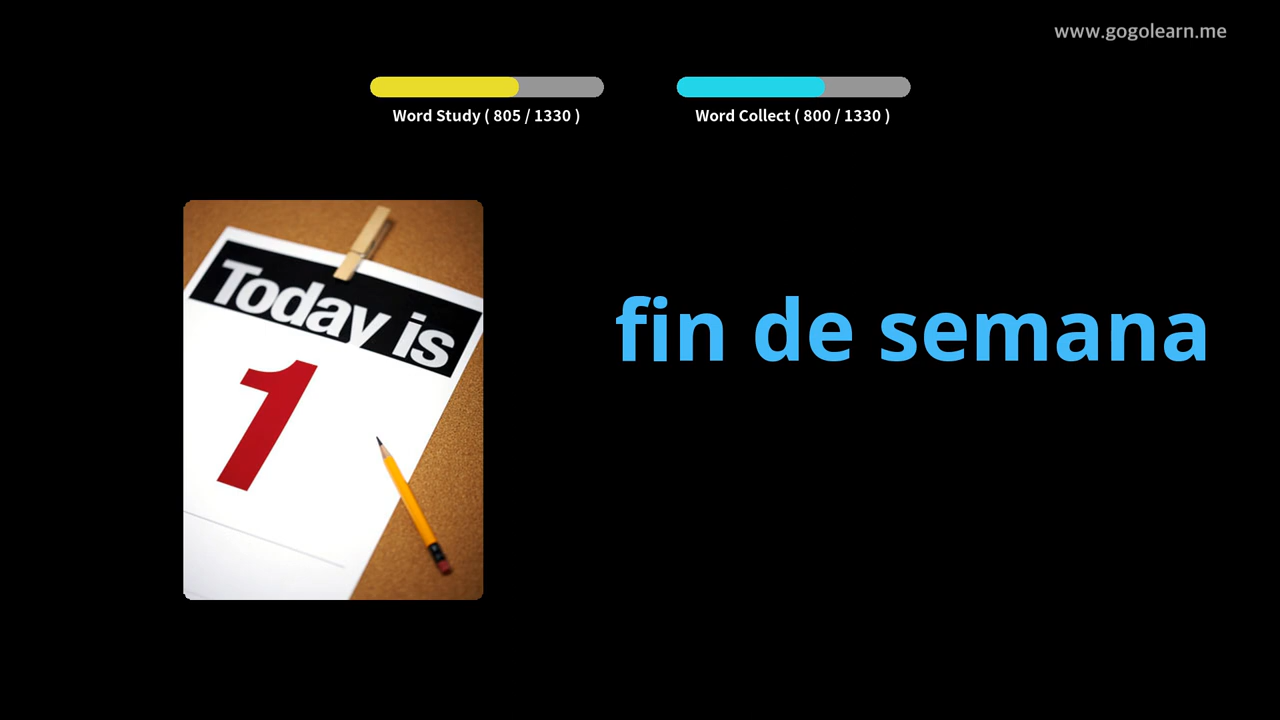 www.gogolearn.me
Word Study ( 805 / 1330 )
Word Collect ( 800 / 1330 )
Today is
1
fin de semana